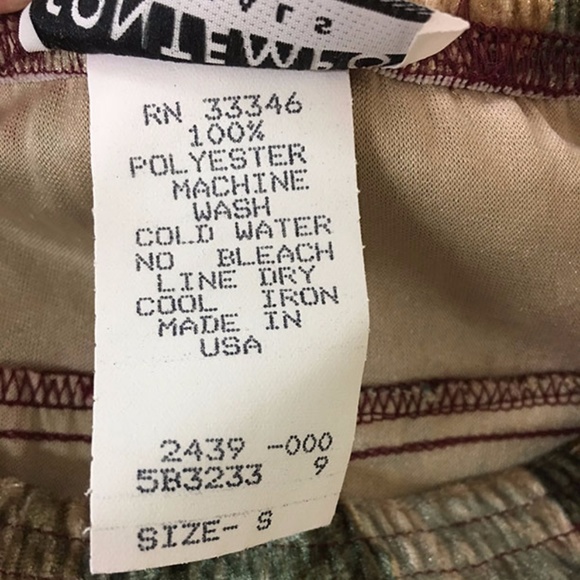 RN 33346
100%
POLYESTER
MACHINE
WASH
COLD WATER
NO BLEACH
LINE DRY
COOL IRON
MADE IN
USA
2439 -000
5B3233 9
SIZE- S